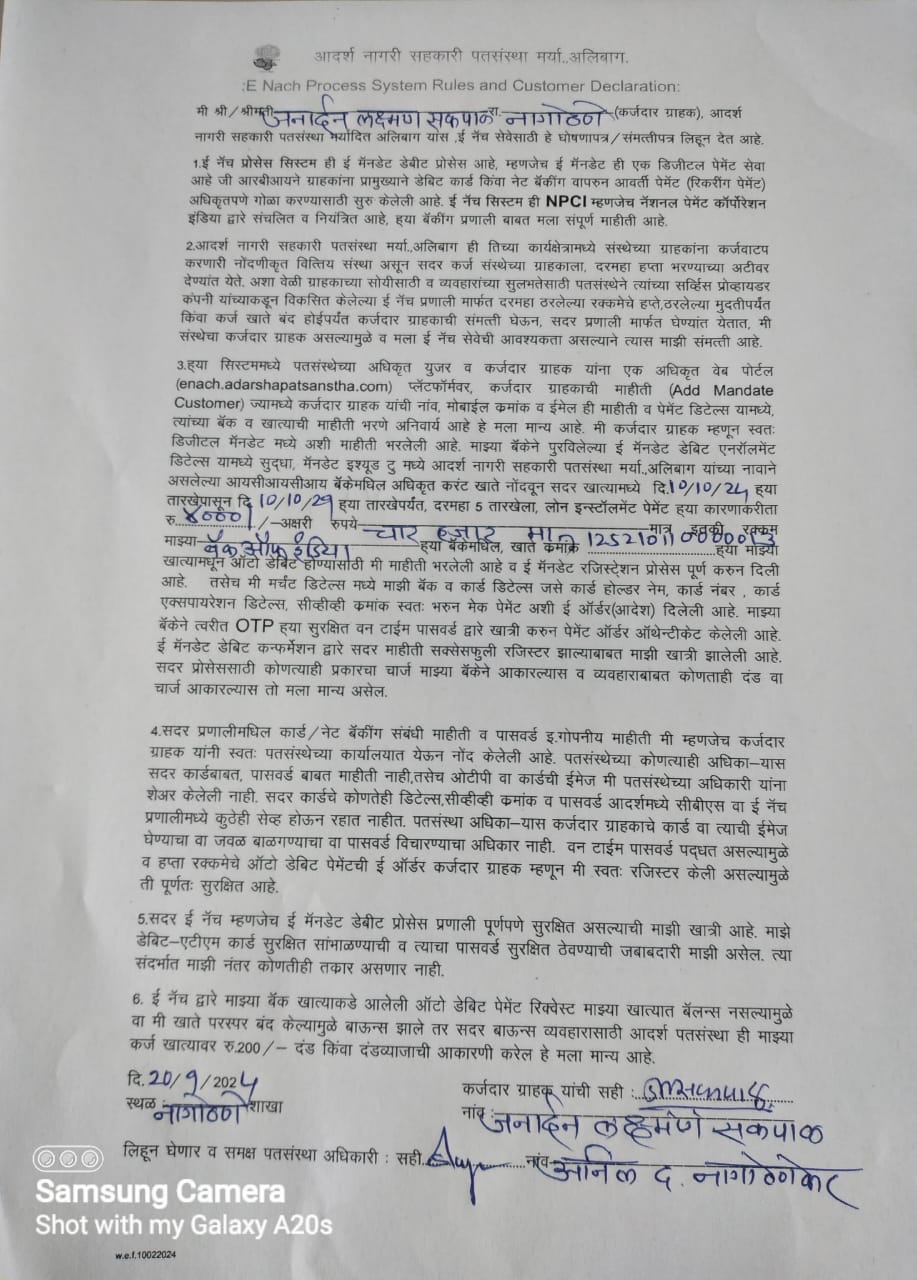 आदर्श नागरी सहकारी पतसंस्था मर्या.,अलिबाग.
:E Nach Process System Rules and Customer Declaration:
मी श्री/श्रीमती जनार्दन लक्ष्मण सकपाळ रा. नागोठणे (कर्जदार ग्राहक), आदर्श
नागरी सहकारी पतसंस्था मर्यादित अलिबाग यांस .ई नॅच सेवेसाठी हे घोषणापत्र/संमतीपत्र लिहून देत आहे.
1.ई नॅंच प्रोसेस सिस्टिम ही ई मॅनडेट डेबीट प्रोसेस आहे, म्हणजेच ई मॅनडेट ही एक डिजीटल पेमेंट सेवा
आहे जी आरबीआयने ग्राहकांना प्रामुख्याने डेबिट कार्ड किंवा नेट बॅंकींग वापरुन आवर्ती पेमेंट (रिकरींग पेमेंट)
अधिकृतपणे गोळा करण्यासाठी सुरु केलेली आहे. ई नॅच सिस्टिम ही NPCI म्हणजेच नॅशनल पेमेंट कॉर्पोरेशन
इंडिया द्वारे संचलित व नियंत्रित आहे, ह्या बॅकींग प्रणाली बाबत मला संपूर्ण माहीती आहे.
2.आदर्श नागरी सहकारी पतसंस्था मर्या.,अलिबाग ही तिच्या कार्यक्षेत्रामध्ये संस्थेच्या ग्राहकांना कर्जवाटप
करणारी नोंदणीकृत वित्तिय संस्था असून सदर कर्ज संस्थेच्या ग्राहकाला, दरमहा हप्ता भरण्याच्या अटीवर
देण्यांत येते. अशा वेळी ग्राहकाच्या सोयीसाठी व व्यवहारांच्या सुलभतेसाठी पतसंस्थेने त्यांच्या सर्व्हिस प्रोव्हायडर
कंपनी यांच्याकडून विकसित केलेल्या ई नॅच प्रणाली मार्फत दरमहा ठरलेल्या रक्कमेचे हप्ते,ठरलेल्या मुदतीपर्यंत
किंवा कर्ज खाते बंद होईपर्यंत कर्जदार ग्राहकाची संमत्ती घेऊन, सदर प्रणाली मार्फत घेण्यांत येतात, मी
संस्थेचा कर्जदार ग्राहक असल्यामुळे व मला ई नॅच सेवेची आवश्यकता असल्याने त्यास माझी संमत्ती आहे.
3.ह्या सिस्टिममध्ये पतसंस्थेच्या अधिकृत युजर व कर्जदार ग्राहक यांना एक अधिकृत वेब पोर्टल
(enach.adarshapatsanstha.com) प्लॅटफॉर्मवर, कर्जदार ग्राहकाची माहीती (Add Mandate
Customer) ज्यामध्ये कर्जदार ग्राहक यांची नांव, मोबाईल क्रमांक व ईमेल ही माहीती व पेमेंट डिटेल्स यामध्ये,
त्यांच्या बॅंक व खात्याची माहीती भरणे अनिवार्य आहे हे मला मान्य आहे. मी कर्जदार ग्राहक म्हणून स्वतः
डिजीटल मॅनडेट मध्ये अशी माहीती भरलेली आहे. माझ्या बॅंकेने पुरविलेल्या ई मॅनडेट डेबिट एनरॉलमेंट
डिटेल्स यामध्ये सुद्धा, मॅनडेट इश्यूड टु मध्ये आदर्श नागरी सहकारी पतसंस्था मर्या.,अलिबाग यांच्या नावाने
असलेल्या आयसीआयसीआय बॅंकेमधिल अधिकृत करंट खाते नोंदवून सदर खात्यामध्ये दि.10/10/24 ह्या
तारखेपासून दि 10/10/29 ह्या तारखेपर्यंत, दरमहा 5 तारखेला, लोन इन्स्टॉलमेंट पेमेंट ह्या कारणाकरीता
रु. 4000 /-अक्षरी रुपये चार हजार मात्र इतकी रक्कम
माझ्या बॅंक ऑफ इंडिया ह्या बॅंकेमधिल, खाते क्रमांक ह्या माझ्या
खात्यामधून ऑटो डेबिट होण्यासाठी मी माहीती भरलेली आहे व ई मॅनडेट रजिस्ट्रेशन प्रोसेस पूर्ण करुन दिली
आहे. तसेच मी मर्चंट डिटेल्स मध्ये माझी बॅंक व कार्ड डिटेल्स जसे कार्ड होल्डर नेम, कार्ड नंबर , कार्ड
एक्सपायरेशन डिटेल्स, सीव्हीव्ही क्रमांक स्वतः भरुन मेक पेमेंट अशी ई ऑर्डर(आदेश) दिलेली आहे. माझ्या
बॅंकेने त्वरीत OTP ह्या सुरक्षित वन टाईम पासवर्ड द्वारे खात्री करुन पेमेंट ऑर्डर ऑथेन्टीकेट केलेली आहे.
ई मॅनडेट डेबिट कन्फर्मेशन द्वारे सदर माहीती सक्सेसफुली रजिस्टर झाल्याबाबत माझी खात्री झालेली आहे.
सदर प्रोसेससाठी कोणत्याही प्रकारचा चार्ज माझ्या बॅंकेने आकारल्यास व व्यवहाराबाबत कोणताही दंड वा
चार्ज आकारल्यास तो मला मान्य असेल.
4.सदर प्रणालीमधिल कार्ड/नेट बॅंकींग संबंधी माहीती व पासवर्ड इ.गोपनीय माहीती मी म्हणजेच कर्जदार
ग्राहक यांनी स्वतः पतसंस्थेच्या कार्यालयात येऊन नोंद केलेली आहे. पतसंस्थेच्या कोणत्याही अधिका–यास
सदर कार्डबाबत, पासवर्ड बाबत माहीती नाही,तसेच ओटीपी वा कार्डची ईमेज मी पतसंस्थेच्या अधिकारी यांना
शेअर केलेली नाही. सदर कार्डचे कोणतेही डिटेल्स,सीव्हीव्ही क्रमांक व पासवर्ड आदर्शमध्ये सीबीएस वा ई नॅच
प्रणालीमध्ये कुठेही सेव्ह होऊन रहात नाहीत. पतसंस्था अधिका–यास कर्जदार ग्राहकाचे कार्ड वा त्याची ईमेज
घेण्याचा वा जवळ बाळगण्याचा वा पासवर्ड विचारण्याचा अधिकार नाही. वन टाईम पासवर्ड पद्धत असल्यामुळे
व हप्ता रक्कमेचे ऑटो डेबिट पेमेंटची ई ऑर्डर कर्जदार ग्राहक म्हणून मी स्वतः रजिस्टर केली असल्यामुळे
ती पूर्णतः सुरक्षित आहे.
5.सदर ई नॅच म्हणजेच ई मॅनडेट डेबीट प्रोसेस प्रणाली पूर्णपणे सुरक्षित असल्याची माझी खात्री आहे. माझे
डेबिट–एटीएम कार्ड सुरक्षित सांभाळण्याची व त्याचा पासवर्ड सुरक्षित ठेवण्याची जबाबदारी माझी असेल. त्या
संदर्भात माझी नंतर कोणतीही तक्रार असणार नाही.
6. ई नॅच द्वारे माझ्या बॅंक खात्याकडे आलेली ऑटो डेबिट पेमेंट रिक्वेस्ट माझ्या खात्यात बॅलन्स नसल्यामुळे
वा मी खाते परस्पर बंद केल्यामुळे बाऊन्स झाले तर सदर बाऊन्स व्यवहारासाठी आदर्श पतसंस्था ही माझ्या
कर्ज खात्यावर रु.200/– दंड किंवा दंडव्याजाची आकारणी करेल हे मला मान्य आहे.
दि. 20/9/2024
कर्जदार ग्राहक यांची सही :
स्थळ : नागोठणे शाखा
नांव : जनार्दन लक्ष्मण सकपाळ
लिहून घेणार व समक्ष पतसंस्था अधिकारी : सही नांव अनिल द. नागोठणेकर
Samsung Camera
Shot with my Galaxy A20s
w.e.f.10022024